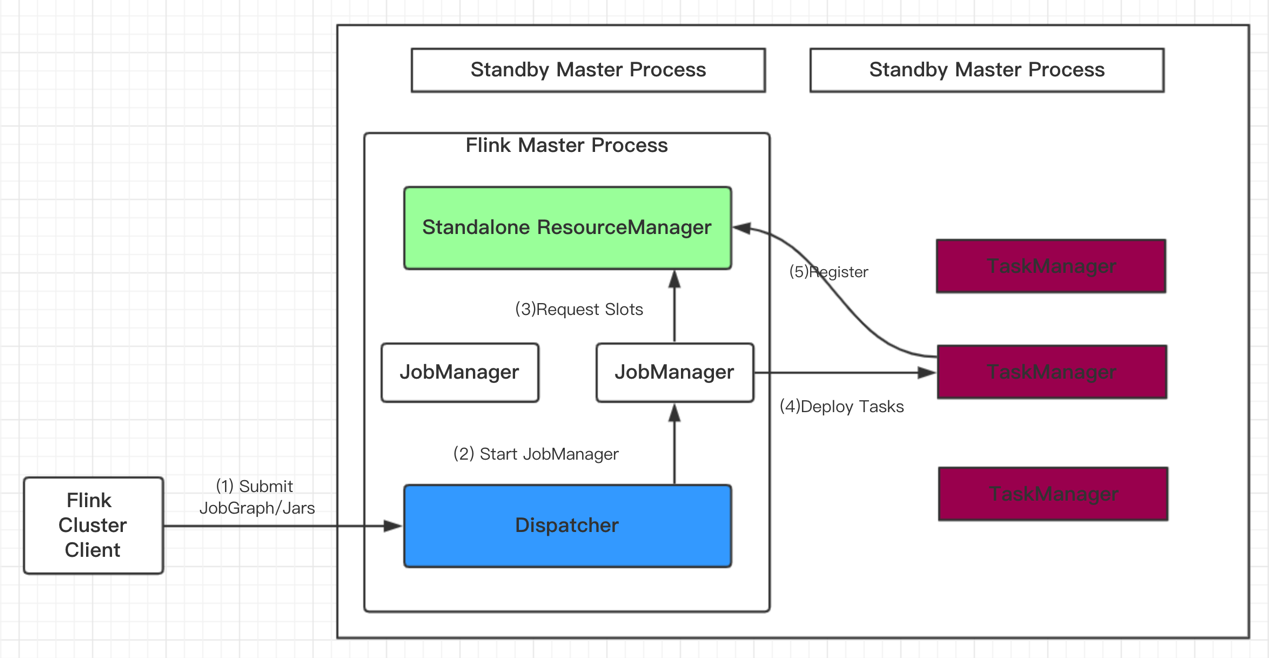 Standby Master Process
Standby Master Process
Flink Master Process
Standalone ResourceManager
(5)Register
TaskManager
(3)Request Slots
JobManager
JobManager
TaskManager
(4)Deploy Tasks
(2) Start JobManager
(1) Submit
JobGraph/Jars
Flink
Cluster
Client
Dispatcher
TaskManager